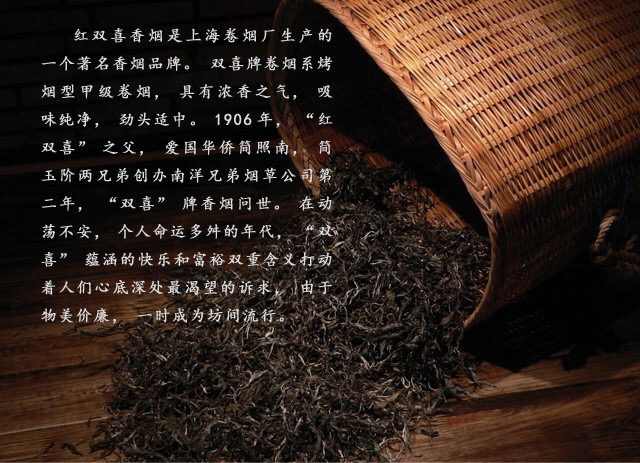 红双喜香烟是上海卷烟厂生产的
一个著名香烟品牌。 双喜牌卷烟系烤
烟型甲级卷烟, 具有浓香之气, 吸
味纯净, 劲头适中。 1906年, “红
双喜” 之父, 爱国华侨简照南, 简
玉阶两兄弟创办南洋兄弟烟草公司第
二年, “双喜” 牌香烟问世。 在动
荡不安, 个人命运多舛的年代, “双
喜” 蕴涵的快乐和富裕双重含义打动
着人们心底深处最渴望的诉求, 由于
物美价廉, 一时成为坊间流行。